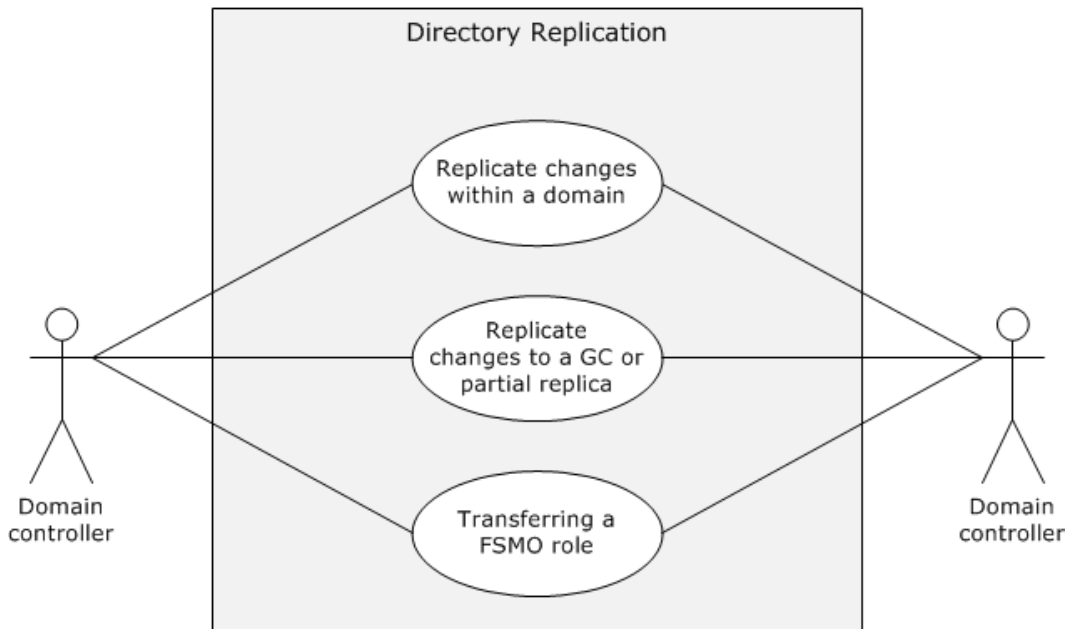 Directory Replication
Replicate changes
within a domain
Replicate
changes to a GC or
partial replica
Domain
controller
Domain
controller
Transferring a
FSMO role